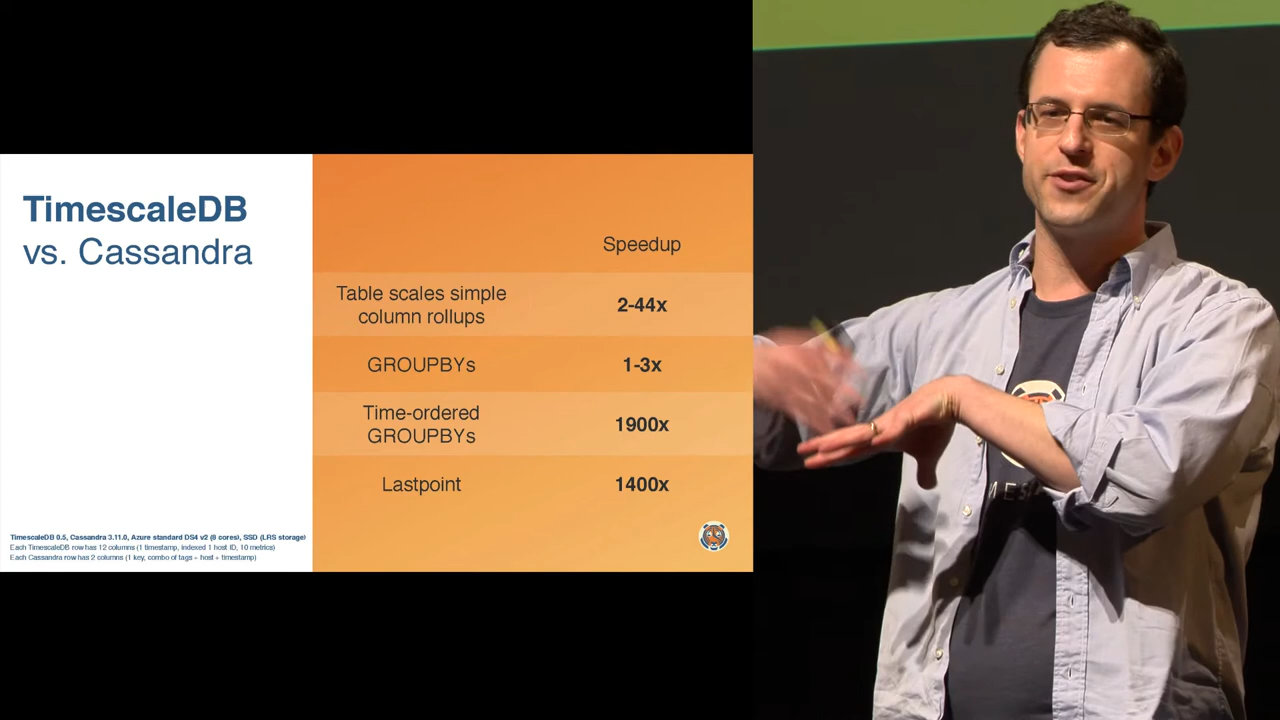 TimescaleDB
vs. Cassandra
Speedup
Table scales simple
column rollups
2-44x
GROUPBYs
1-3x
Time-ordered
GROUPBYs
1900x
Lastpoint
1400x
TimescaleDB 0.5, Cassandra 3.11.0, Azure standard DS4 v2 (8 cores), SSD (LRS storage)
Each TimescaleDB row has 12 columns (1 timestamp, indexed 1 host ID, 10 metrics)
Each Cassandra row has 2 columns (1 key, combo of tags + host + timestamp)